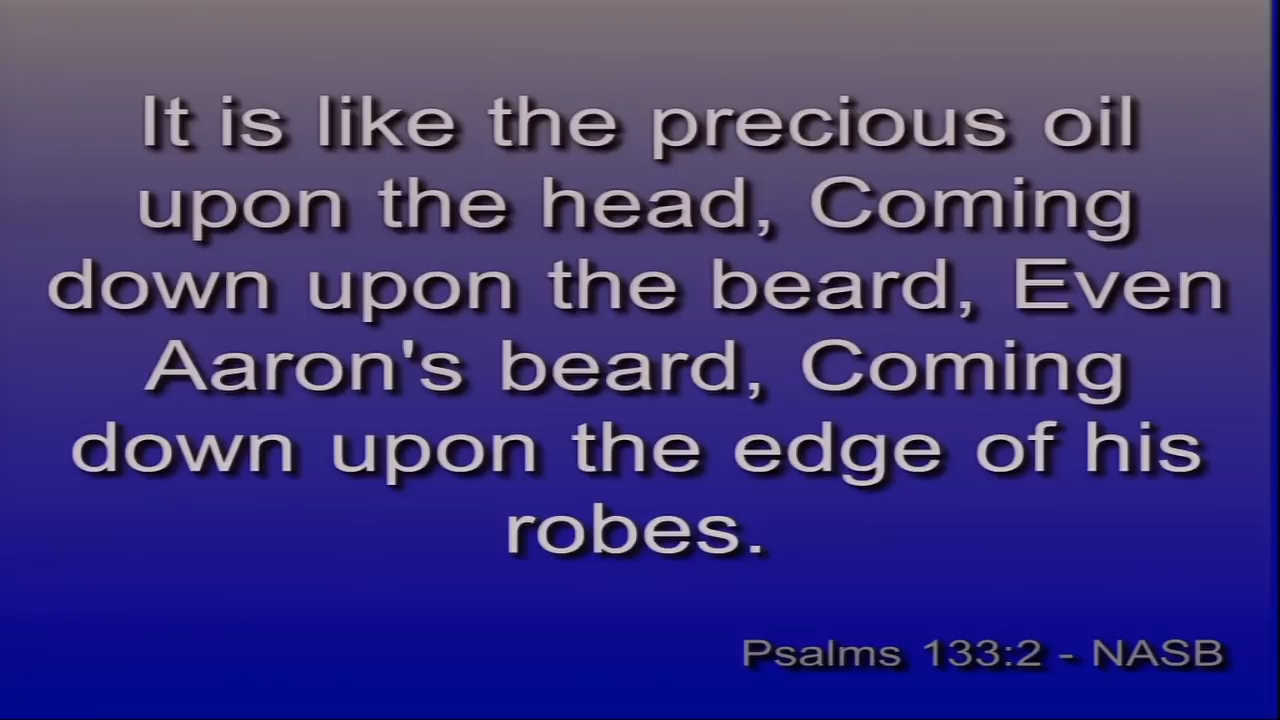 It is like the precious oil
upon the head, Coming
down upon the beard, Even
Aaron's beard, Coming
down upon the edge of his
robes.
Psalms 133:2 - NASB